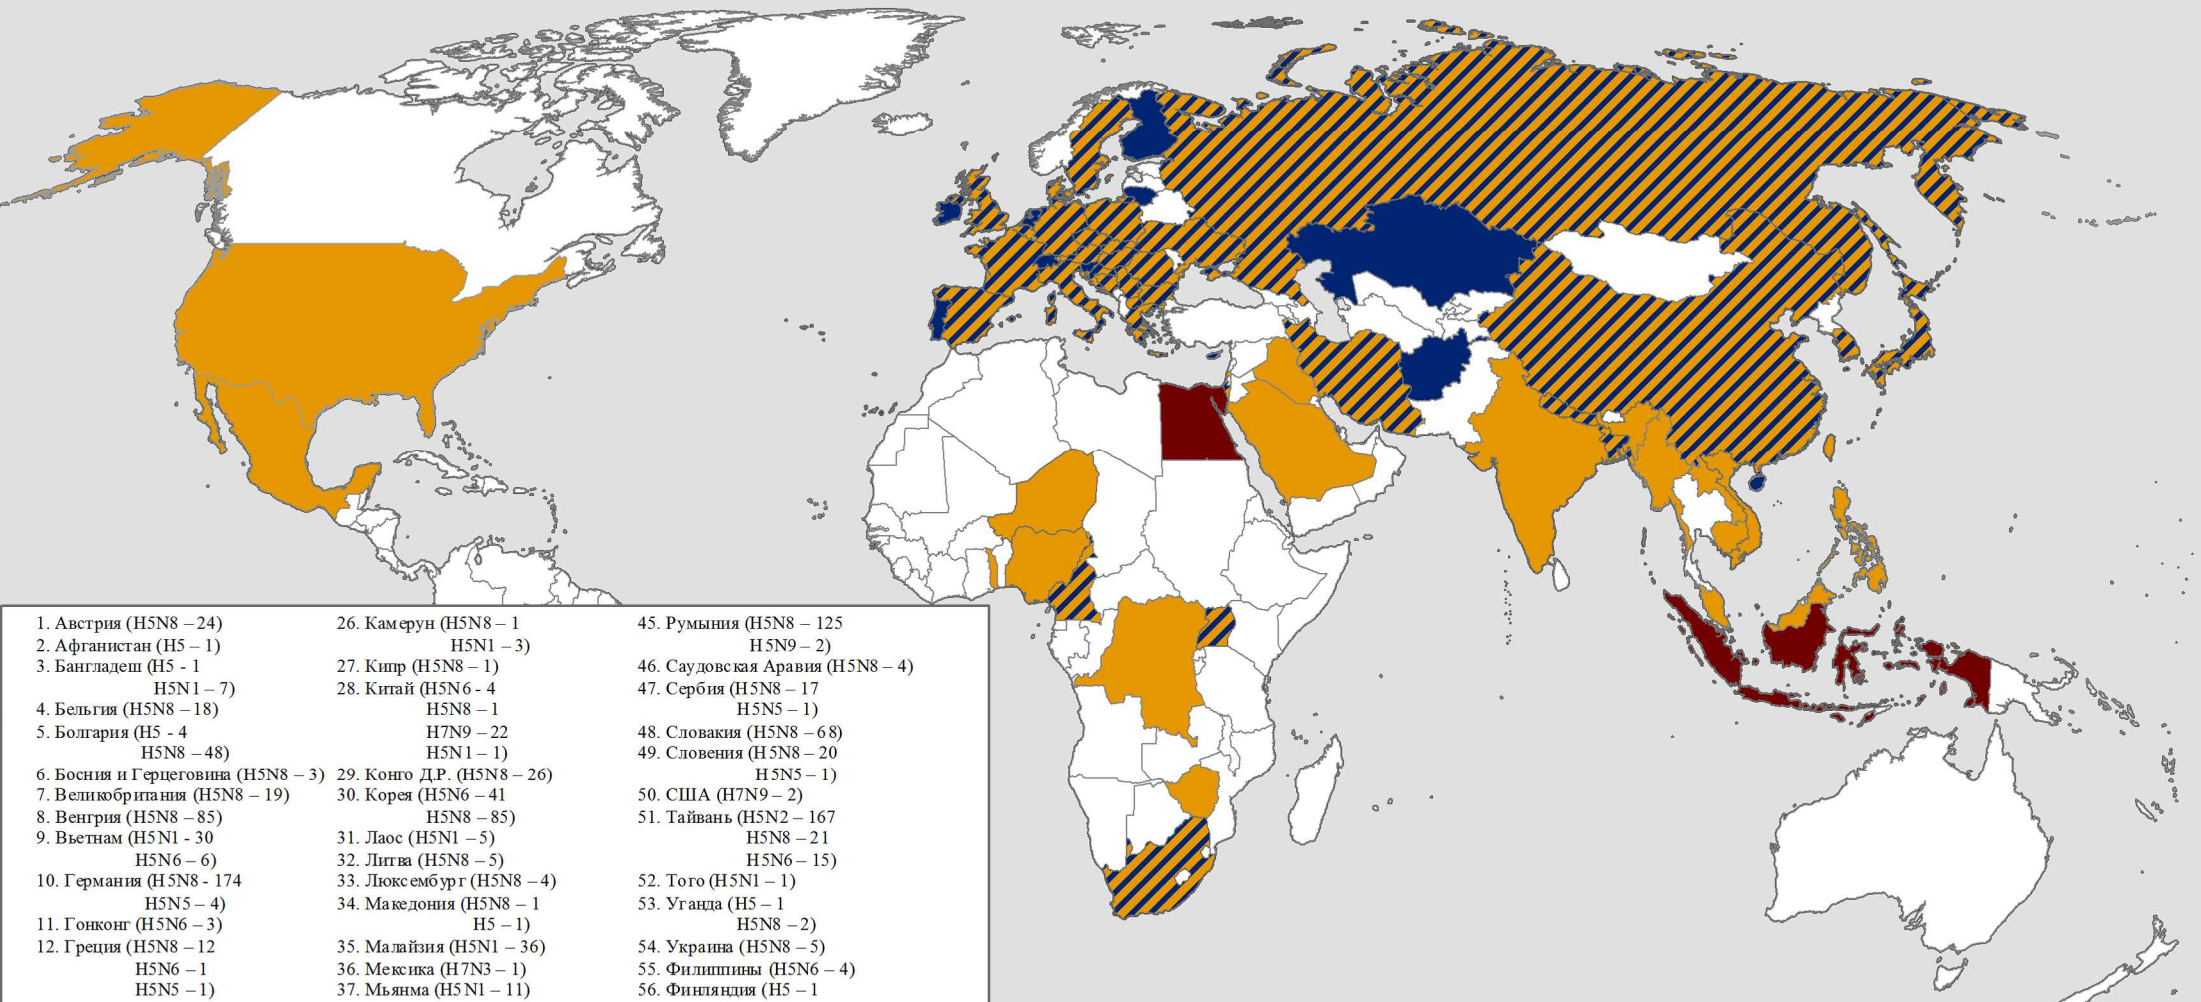 1. Австрия (H5N8 – 24)
2. Афганистан (H5 – 1)
3. Бангладеш (H5 - 1
H5N1 – 7)
4. Бельгия (H5N8 – 18)
5. Болгария (H5 - 4
H5N8 – 48)
6. Босния и Герцеговина (H5N8 – 3)
7. Великобритания (H5N8 – 19)
8. Венгрия (H5N8 – 85)
9. Вьетнам (H5N1 - 30
H5N6 – 6)
10. Германия (H5N8 - 174
H5N5 – 4)
11. Гонконг (H5N6 – 3)
12. Греция (H5N8 – 12
H5N6 – 1
H5N5 – 1)
26. Камерун (H5N8 – 1
H5N1 – 3)
27. Кипр (H5N8 – 1)
28. Китай (H5N6 - 4
H5N8 – 1
H7N9 – 22
H5N1 – 1)
29. Конго Д.Р. (H5N8 – 26)
30. Корея (H5N6 – 41
H5N8 – 85)
31. Лаос (H5N1 – 5)
32. Литва (H5N8 – 5)
33. Люксембург (H5N8 – 4)
34. Македония (H5N8 – 1
H5 – 1)
35. Малайзия (H5N1 – 36)
36. Мексика (H7N3 – 1)
37. Мьянма (H5N1 – 11)
45. Румыния (H5N8 – 125
H5N9 – 2)
46. Саудовская Аравия (H5N8 – 4)
47. Сербия (H5N8 – 17
H5N5 – 1)
48. Словакия (H5N8 – 68)
49. Словения (H5N8 – 20
H5N5 – 1)
50. США (H7N9 – 2)
51. Тайвань (H5N2 – 167
H5N8 – 21
H5N6 – 15)
52. Того (H5N1 – 1)
53. Уганда (H5 – 1
H5N8 – 2)
54. Украина (H5N8 – 5)
55. Филиппины (H5N6 – 4)
56. Финляндия (H5 – 1